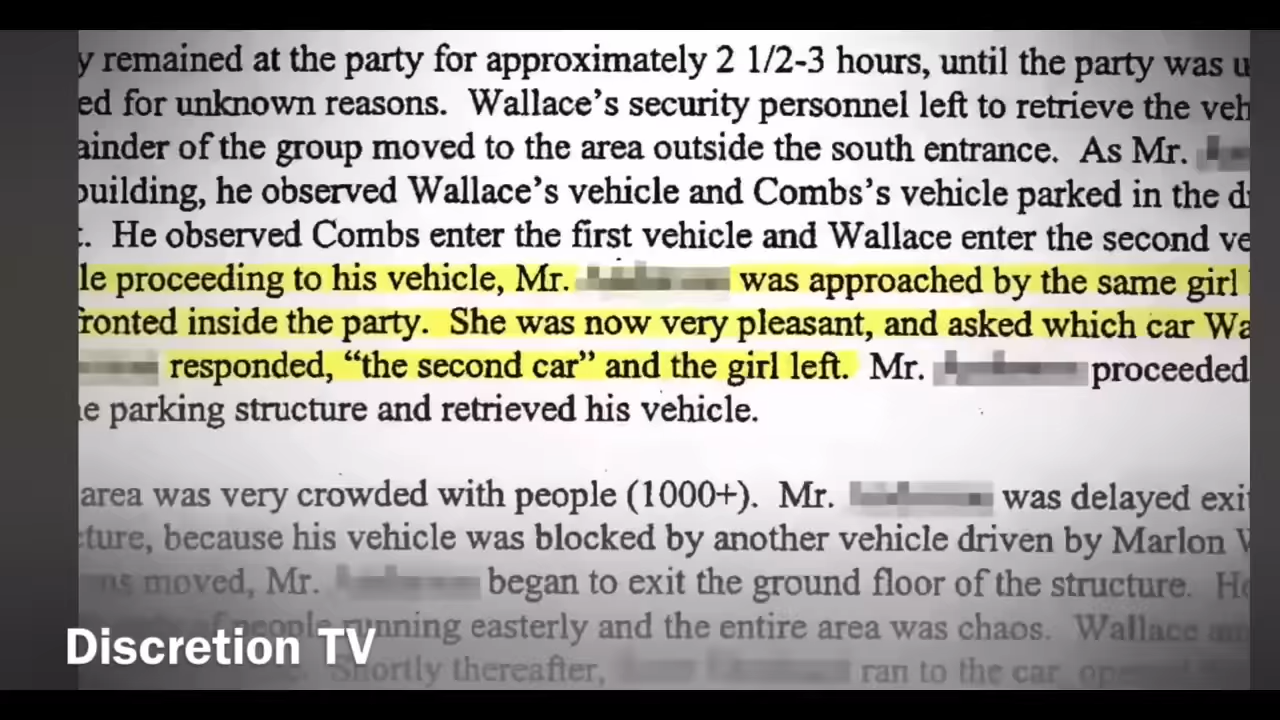 y remained at the party for approximately 2 1/2-3 hours, until the party was u
ed for unknown reasons. Wallace's security personnel left to retrieve the veh
ainder of the group moved to the area outside the south entrance. As Mr.
building, he observed Wallace's vehicle and Combs's vehicle parked in the d
. He observed Combs enter the first vehicle and Wallace enter the second ve
le proceeding to his vehicle, Mr. was approached by the same girl
fronted inside the party. She was now very pleasant, and asked which car Wa
responded, “the second car” and the girl left. Mr. proceeded
e parking structure and retrieved his vehicle.
area was very crowded with people (1000+). Mr. was delayed exi
cture, because his vehicle was blocked by another vehicle driven by Marlon W
ns moved, Mr. began to exit the ground floor of the structure. He
of people running easterly and the entire area was chaos. Wallace
Shortly thereafter, ran to the car
Discretion TV